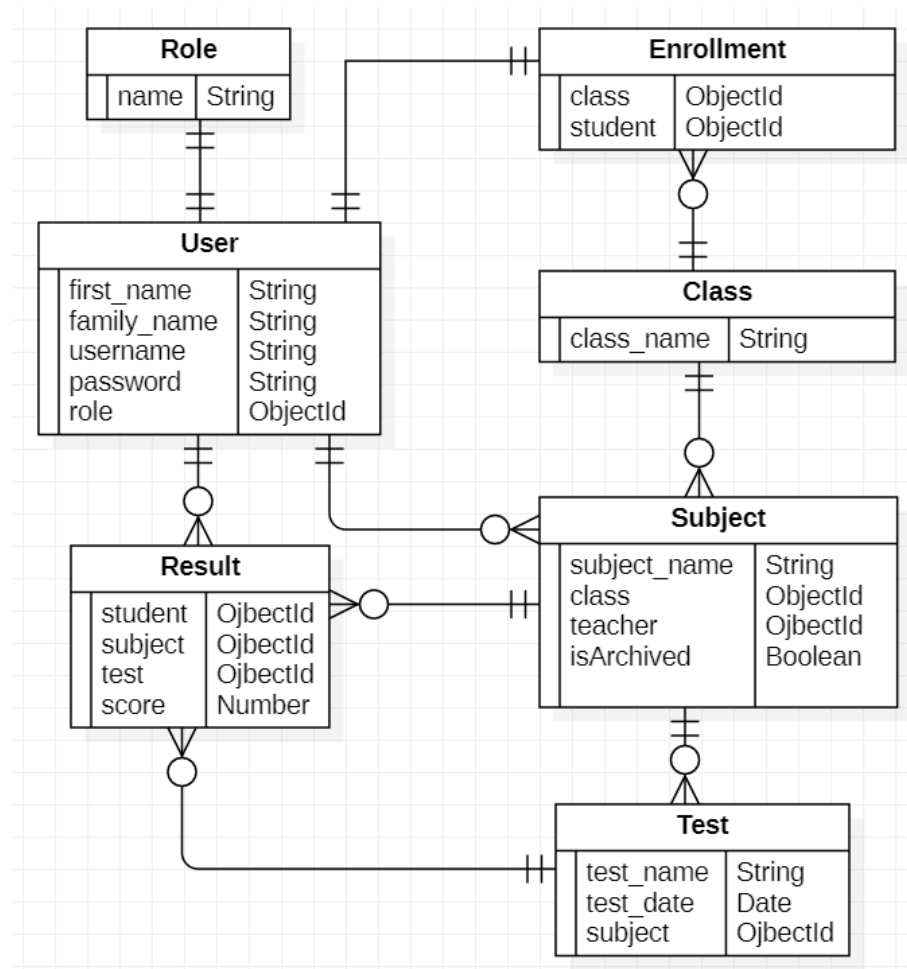 Role
name String
Enrollment
class ObjectId
student ObjectId
User
first_name String
family_name String
username String
password String
role ObjectId
Class
class_name String
Subject
subject_name String
class ObjectId
teacher OjbectId
isArchived Boolean
Result
student OjbectId
subject OjbectId
test OjbectId
score Number
Test
test_name String
test_date Date
subject OjbectId